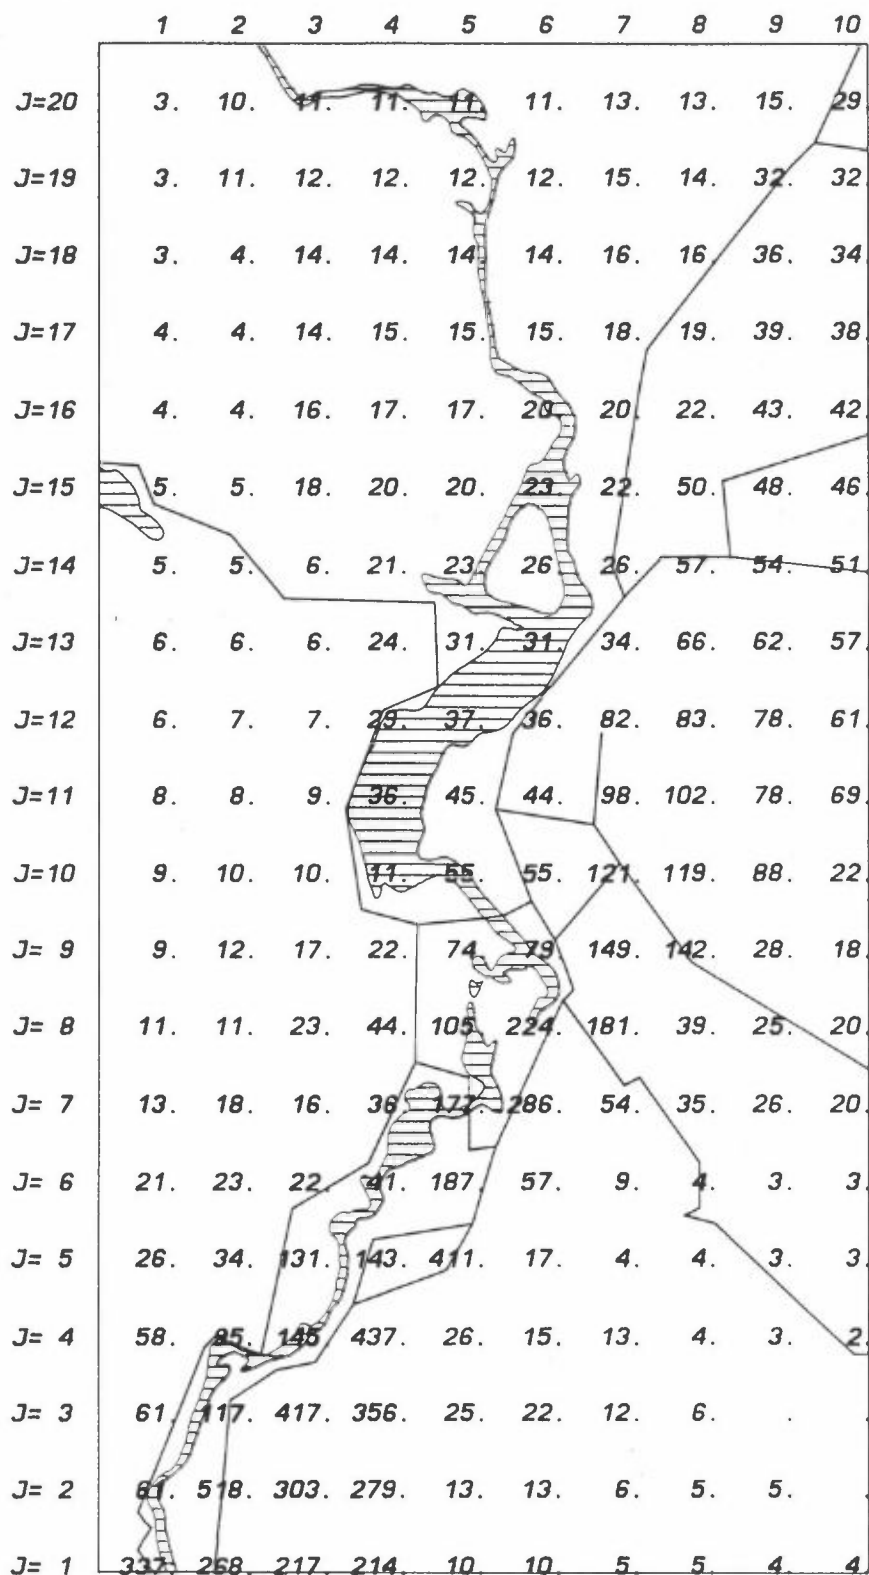 1 2 3 4 5 6 7 8 9 10
J=20 3. 10. 11. 11. 11. 11. 13. 13. 15. 29.
J=19 3. 11. 12. 12. 12. 12. 15. 14. 32. 32.
J=18 3. 4. 14. 14. 14. 14. 16. 16. 36. 34.
J=17 4. 4. 14. 15. 15. 15. 18. 19. 39. 38.
J=16 4. 4. 16. 17. 17. 20. 20. 22. 43. 42.
J=15 5. 5. 18. 20. 20. 23. 22. 50. 48. 46.
J=14 5. 5. 6. 21. 23. 26. 26. 57. 54. 51.
J=13 6. 6. 6. 24. 31. 31. 34. 66. 62. 57.
J=12 6. 7. 7. 29. 37. 36. 82. 83. 78. 61.
J=11 8. 8. 9. 36. 45. 44. 98. 102. 78. 69.
J=10 9. 10. 10. 11. 55. 55. 121. 119. 88. 22.
J= 9 9. 12. 17. 22. 74. 79. 149. 142. 28. 18.
J= 8 11. 11. 23. 44. 105. 224. 181. 39. 25. 20.
J= 7 13. 18. 16. 36. 177. 286. 54. 35. 26. 20.
J= 6 21. 23. 22. 41. 187. 57. 9. 4. 3. 3.
J= 5 26. 34. 131. 143. 411. 17. 4. 4. 3. 3.
J= 4 58. 95. 145. 437. 26. 15. 13. 4. 3. 2.
J= 3 61. 117. 417. 356. 25. 22. 12. 6. . .
J= 2 61. 518. 303. 279. 13. 13. 6. 5. 5. .
J= 1 337. 268. 217. 214. 10. 10. 5. 5. 4. 4.